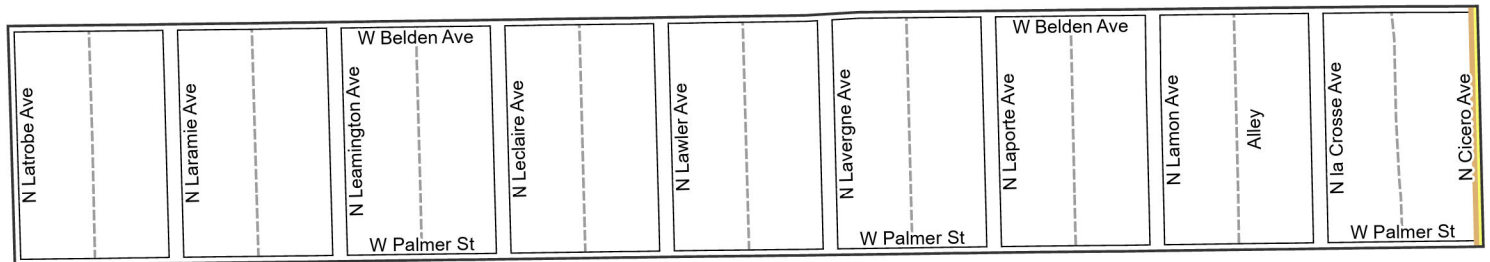 W Belden Ave
W Belden Ave
N Latrobe Ave
N Laramie Ave
N Leamington Ave
N Leclaire Ave
N Lawler Ave
N Lavergne Ave
N Laporte Ave
N Lamon Ave
Alley
N la Crosse Ave
N Cicero Ave
W Palmer St
W Palmer St
W Palmer St